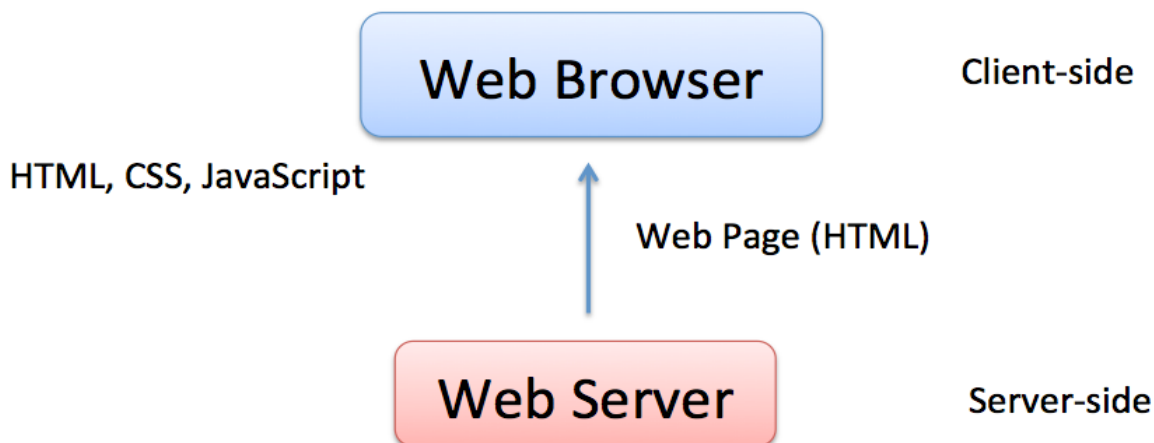 Web Browser
Client-side
HTML, CSS, JavaScript
Web Page (HTML)
Web Server
Server-side